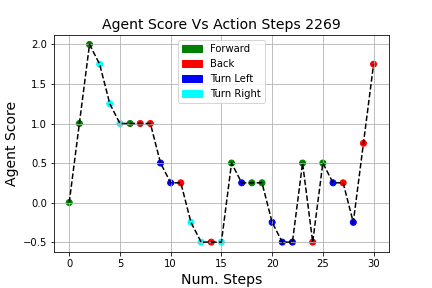 Agent Score Vs Action Steps 2269
Forward
Back
Turn Left
Turn Right
2.0
1.5
1.0
0.5
0.0
−0.5
Agent Score
0 5 10 15 20 25 30
Num. Steps